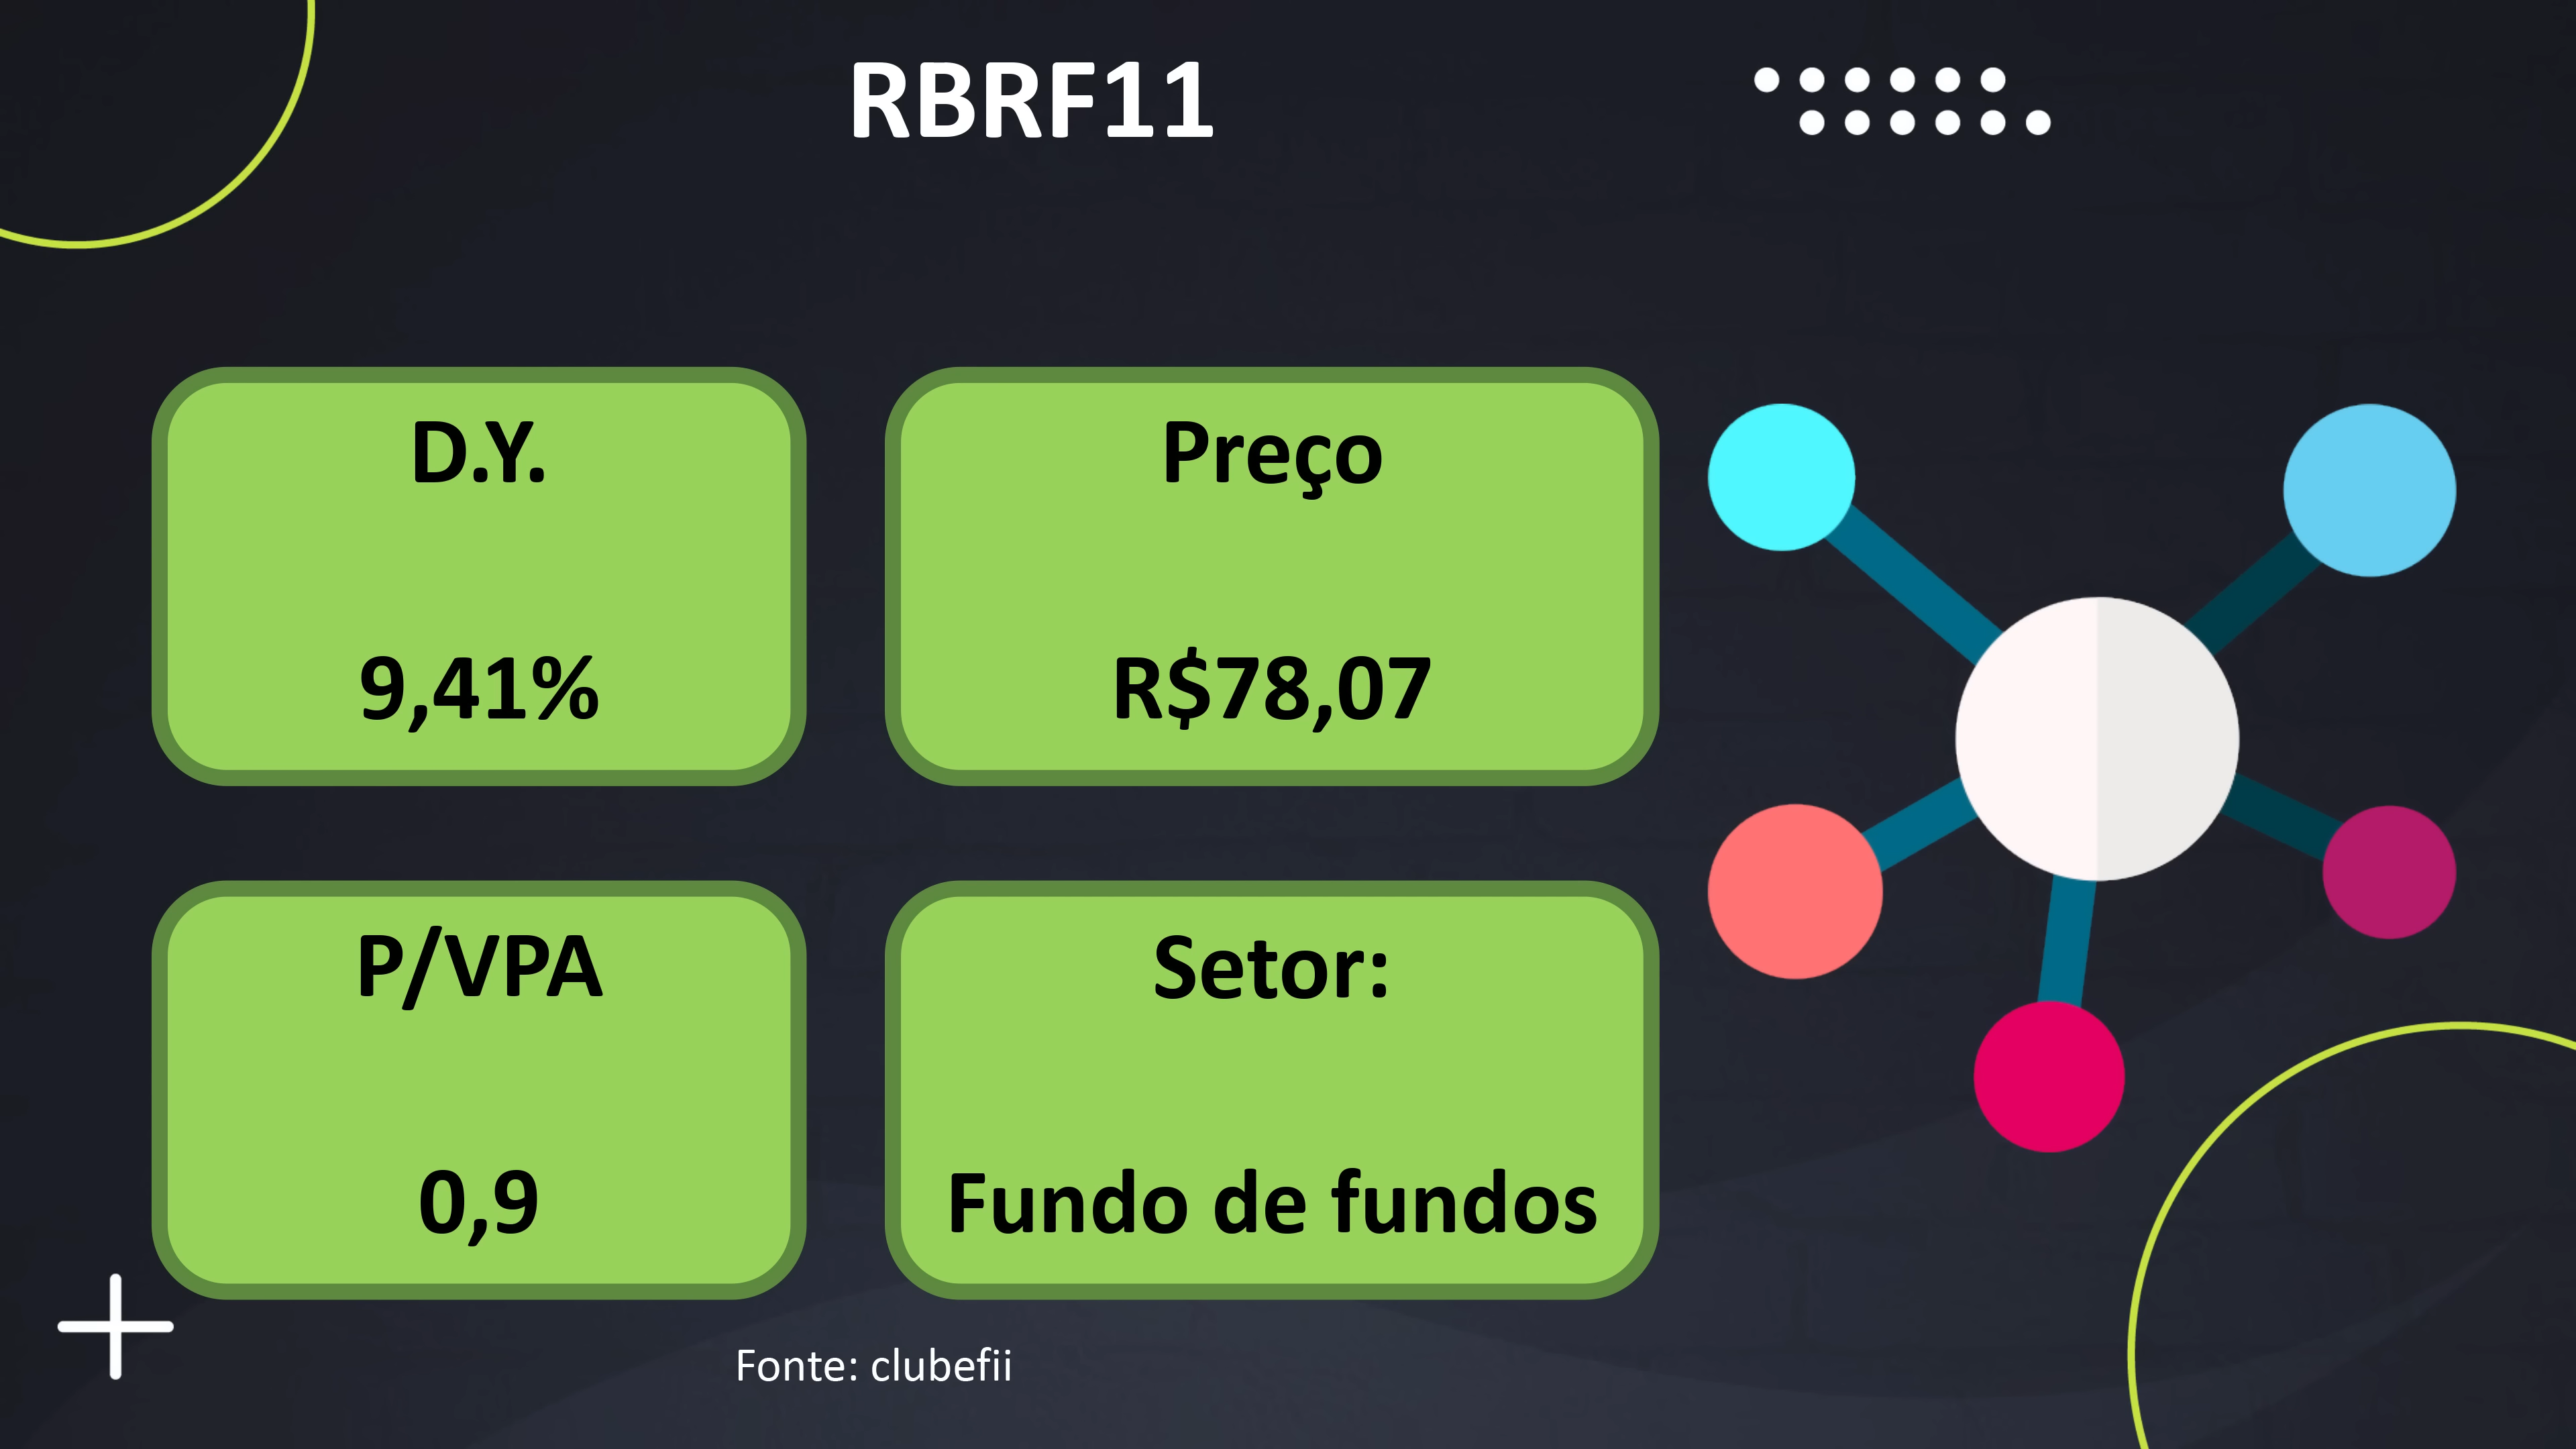 RBRF11
D.Y.
9,41%
Preço
R$78,07
P/VPA
0,9
Setor:
Fundo de fundos
Fonte: clubefii